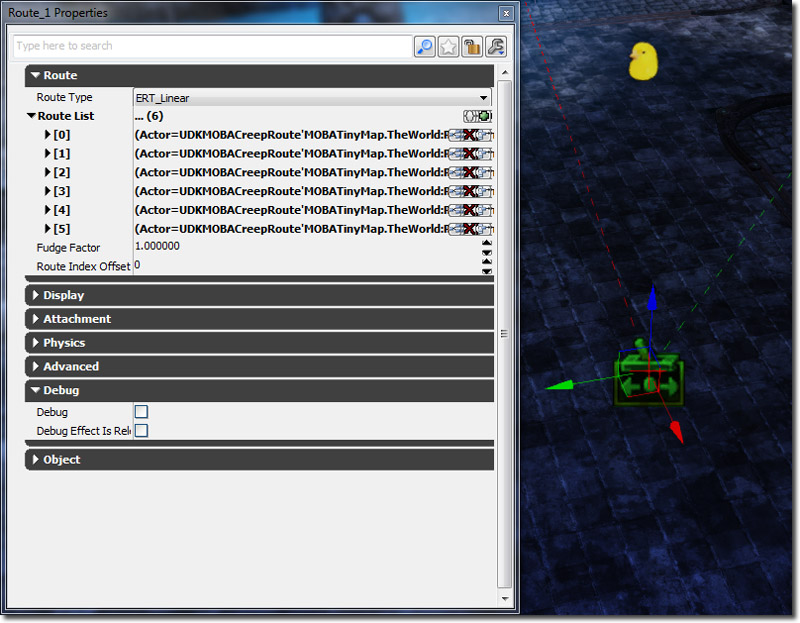 Route_1 Properties
Type here to search
Route
Route Type ERT_Linear
Route List ... (6)
[0] (Actor=UDKMOBACreepRoute'MOBATinyMap.TheWorld:
[1] (Actor=UDKMOBACreepRoute'MOBATinyMap.TheWorld:
[2] (Actor=UDKMOBACreepRoute'MOBATinyMap.TheWorld:
[3] (Actor=UDKMOBACreepRoute'MOBATinyMap.TheWorld:
[4] (Actor=UDKMOBACreepRoute'MOBATinyMap.TheWorld:
[5] (Actor=UDKMOBACreepRoute'MOBATinyMap.TheWorld:
Fudge Factor 1.000000
Route Index Offset 0
Display
Attachment
Physics
Advanced
Debug
Debug
Debug Effect Is Rel
Object